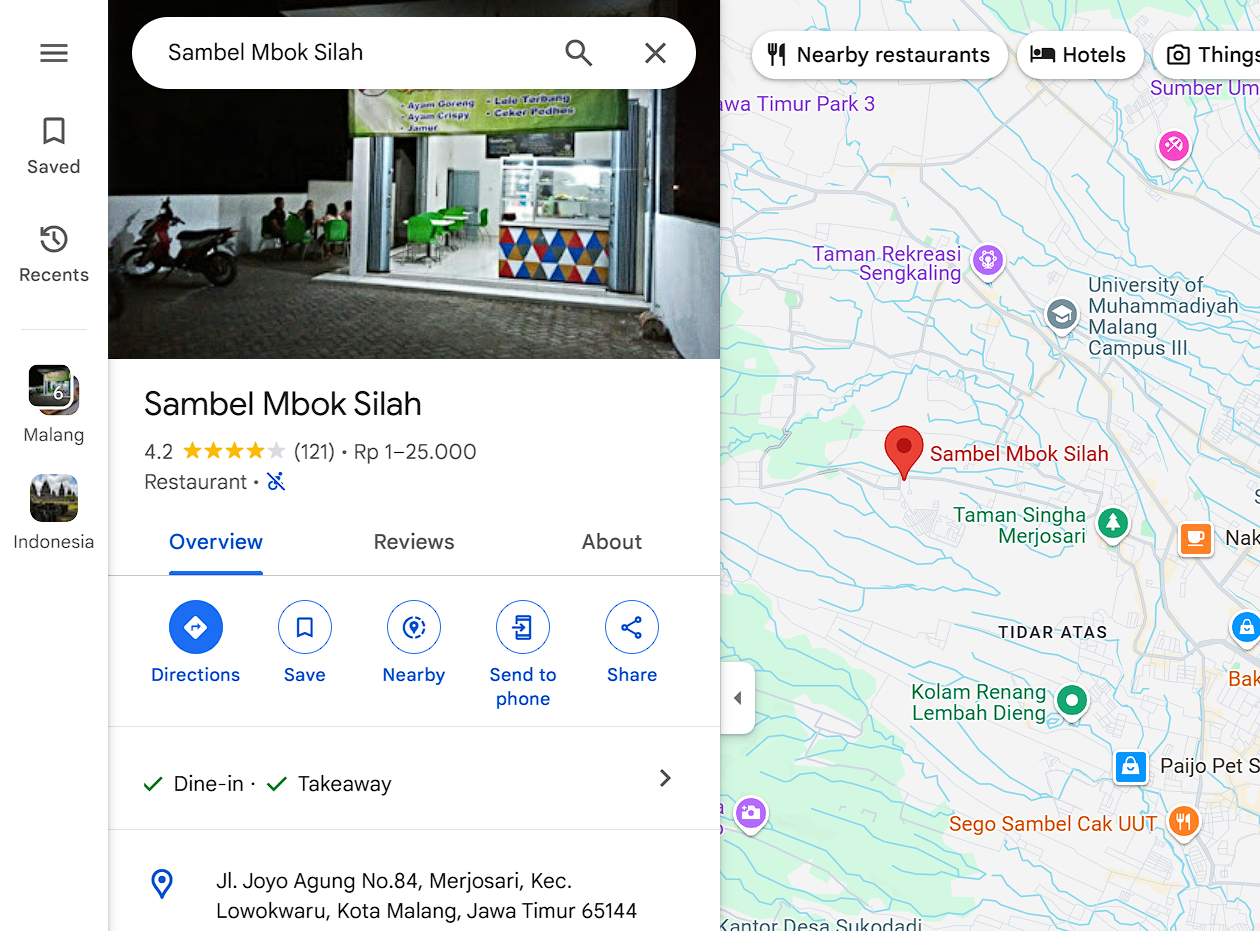 Sambel Mbok Silah
Saved
Recents
6
Malang
Indonesia
• Ayam Goreng
• Ayam Crispy
• Jamur
• Lele Terbang
• Ceker Pedhos
Sambel Mbok Silah
4.2 (121) • Rp 1–25.000
Restaurant •
Overview Reviews About
Directions
Save
Nearby
Send to
phone
Share
Dine-in · Takeaway
Jl. Joyo Agung No.84, Merjosari, Kec.
Lowokwaru, Kota Malang, Jawa Timur 65144
Nearby restaurants
Hotels
Things
awa Timur Park 3
Sumber Um
Taman Rekreasi
Sengkaling
University of
Muhammadiyah
Malang
Campus III
Sambel Mbok Silah
Taman Singha
Merjosari
Nak
TIDAR ATAS
Bak
Kolam Renang
Lembah Dieng
Paijo Pet S
Sego Sambel Cak UUT
Kantor Desa Sukodadi